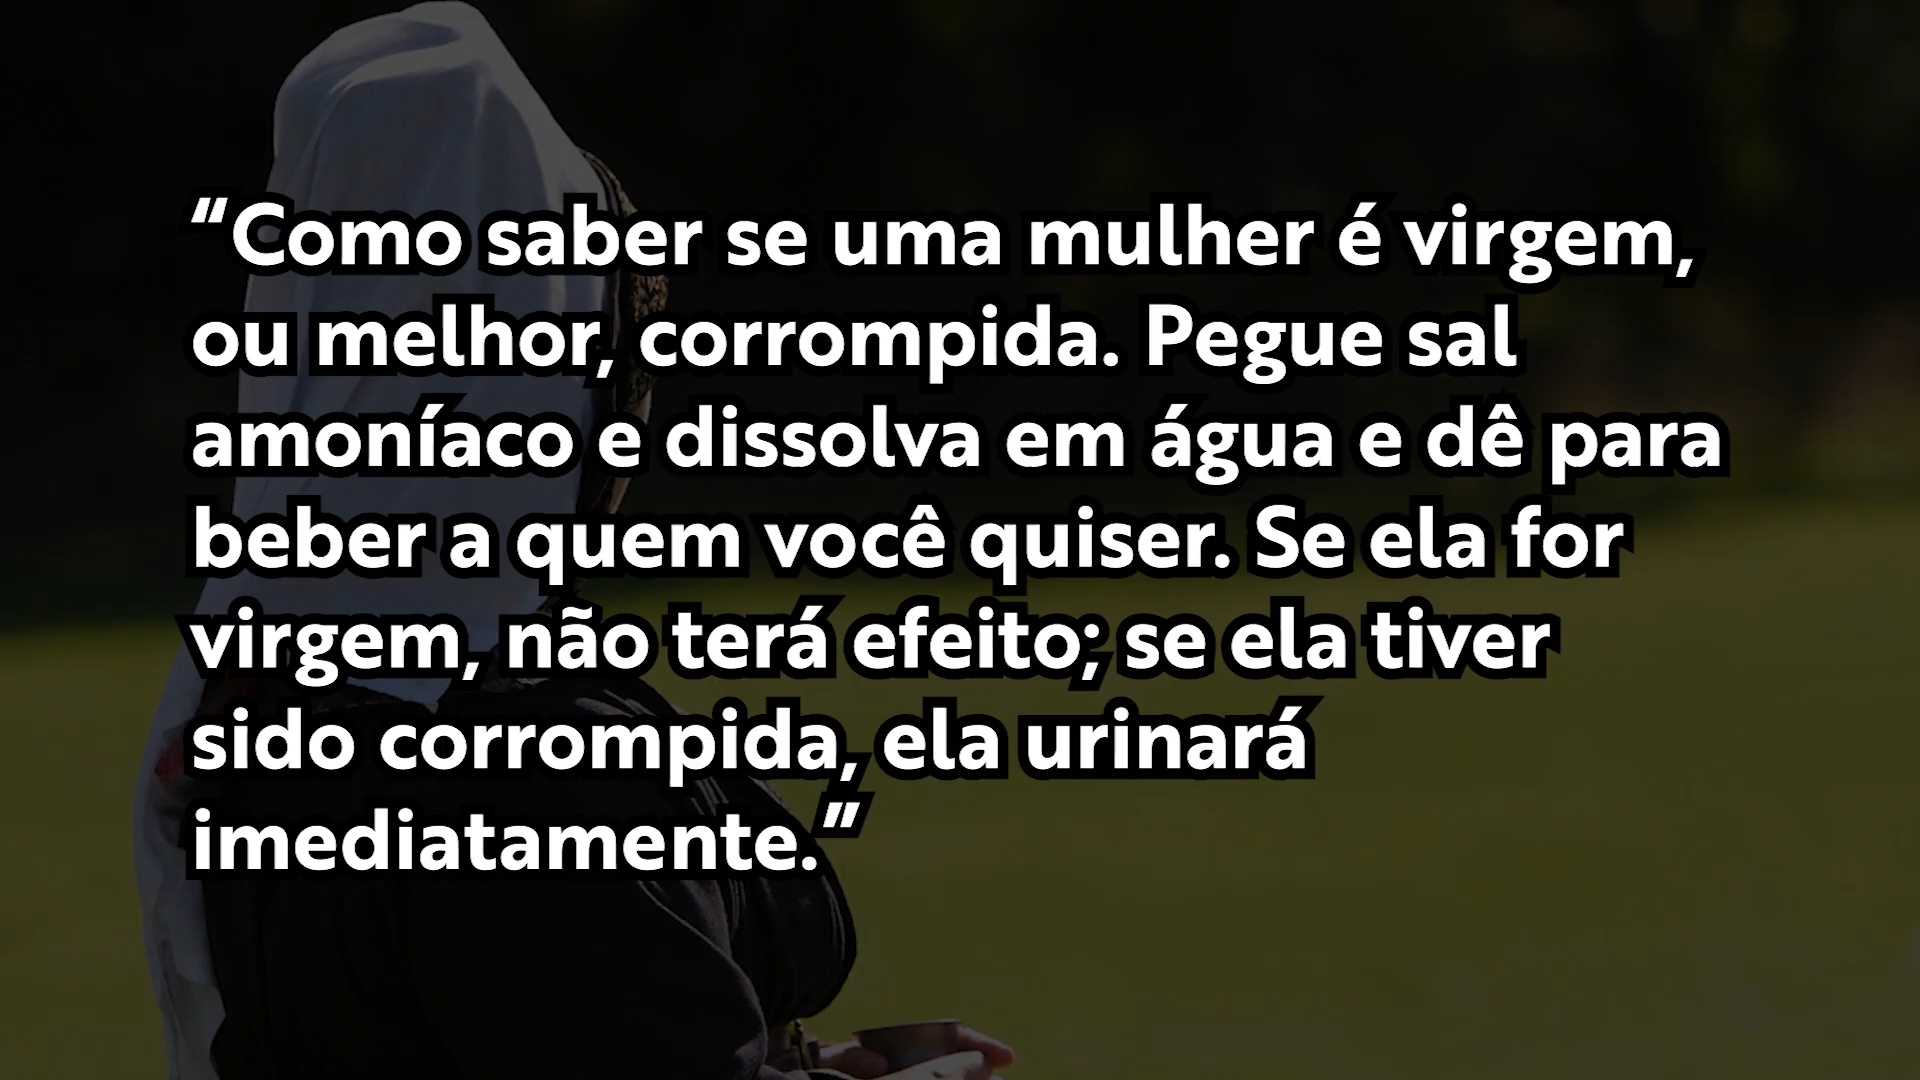 “Como saber se uma mulher é virgem,
ou melhor, corrompida. Pegue sal
amoníaco e dissolva em água e dê para
beber a quem você quiser. Se ela for
virgem, não terá efeito; se ela tiver
sido corrompida, ela urinará
imediatamente.”